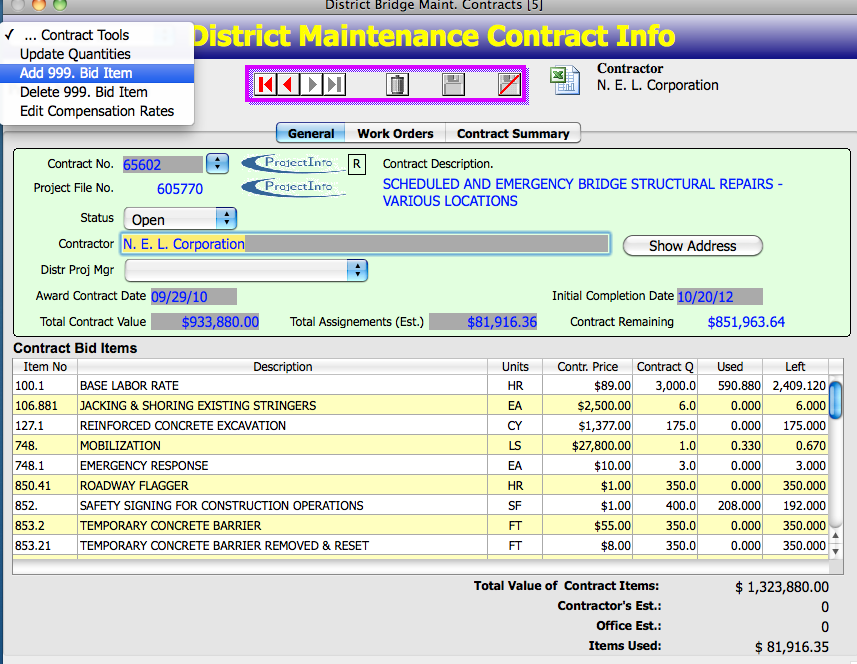 District Bridge Maint. Contracts [5]
✓ ... Contract Tools
Update Quantities
Add 999. Bid Item
Delete 999. Bid Item
Edit Compensation Rates
District Maintenance Contract Info
Contractor
N. E. L. Corporation
General Work Orders Contract Summary
Contract No. 65602 ProjectInfo R Contract Description.
Project File No. 605770 ProjectInfo SCHEDULED AND EMERGENCY BRIDGE STRUCTURAL REPAIRS -
VARIOUS LOCATIONS
Status Open
Contractor N. E. L. Corporation Show Address
Distr Proj Mgr
Award Contract Date 09/29/10 Initial Completion Date 10/20/12
Total Contract Value $933,880.00 Total Assignements (Est.) $81,916.36 Contract Remaining $851,963.64
Contract Bid Items
Item No Description Units Contr. Price Contract Q Used Left
100.1 BASE LABOR RATE HR $89.00 3,000.0 590.880 2,409.120
106.881 JACKING & SHORING EXISTING STRINGERS EA $2,500.00 6.0 0.000 6.000
127.1 REINFORCED CONCRETE EXCAVATION CY $1,377.00 175.0 0.000 175.000
748. MOBILIZATION LS $27,800.00 1.0 0.330 0.670
748.1 EMERGENCY RESPONSE EA $10.00 3.0 0.000 3.000
850.41 ROADWAY FLAGGER HR $1.00 350.0 0.000 350.000
852. SAFETY SIGNING FOR CONSTRUCTION OPERATIONS SF $1.00 400.0 208.000 192.000
853.2 TEMPORARY CONCRETE BARRIER FT $55.00 350.0 0.000 350.000
853.21 TEMPORARY CONCRETE BARRIER REMOVED & RESET FT $8.00 350.0 0.000 350.000
Total Value of Contract Items: $ 1,323,880.00
Contractor's Est.: 0
Office Est.: 0
Items Used: $ 81,916.35